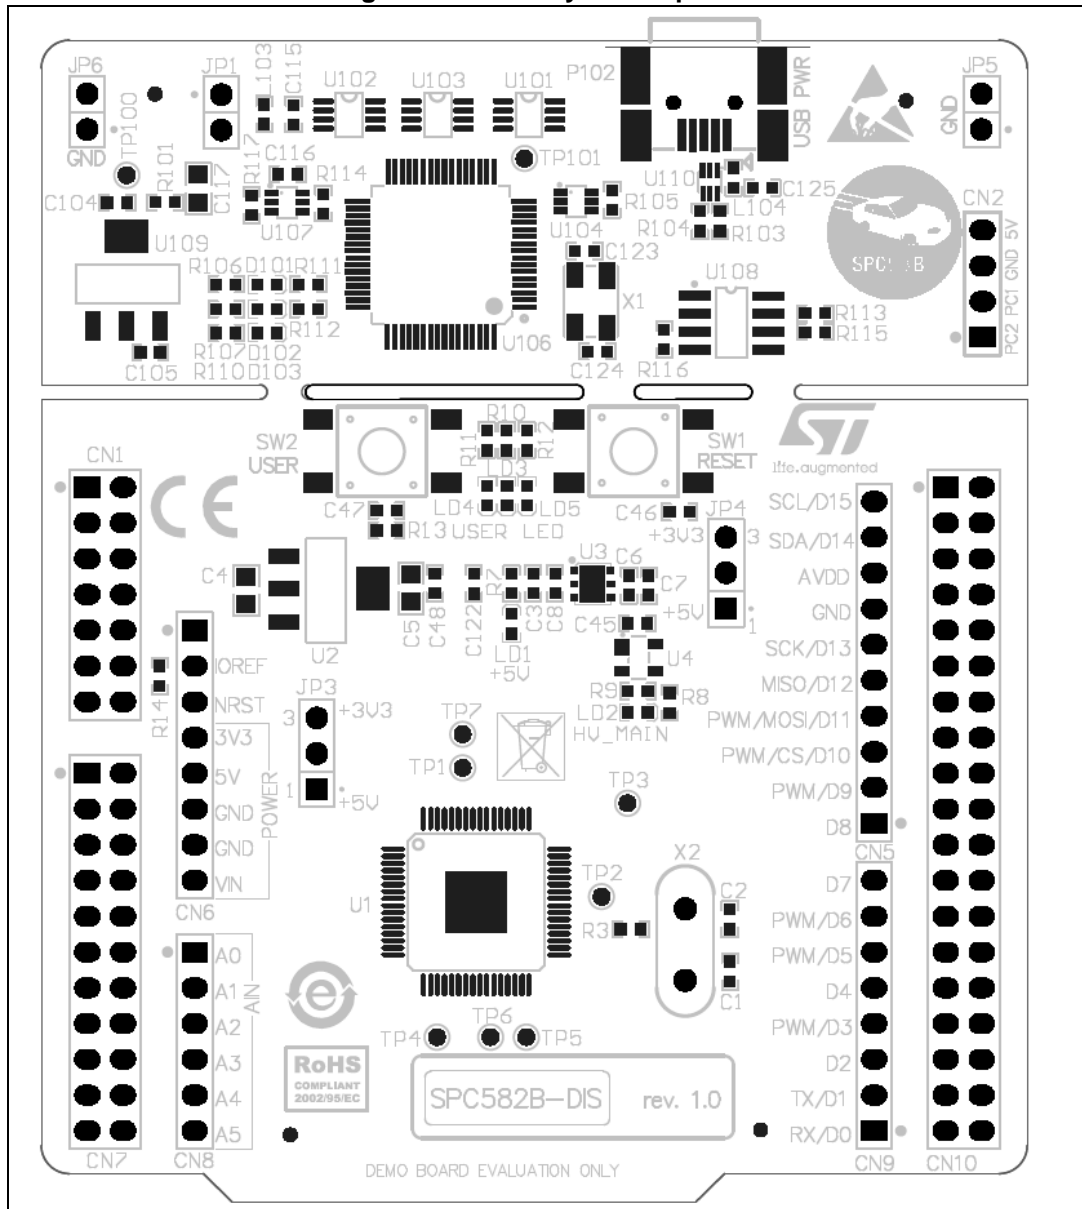 JP6
JP1
L103
C115
U102
U103
U101
P102
USB PWR
JP5
GND
GND
TP100
R101
C117
R117
C116
R114
TP101
U110
C125
C104
U109
U107
U104
R105
R104
L104
R103
CN2
5V
GND
PC1
PC2
SPC5
B
C123
R106
D101
R111
X1
U108
R113
R115
R112
R107
D102
R110
D103
C105
U106
C124
R116
SW2
USER
R10
R11
R12
LD3
LD4
LD5
USER LED
SW1
RESET
life.augmented
CN1
CE
C47
R13
C46
+3V3
JP4
3
1
+5V
C4
U2
C5
C48
C122
R7
C3
C8
U3
C6
C7
LD1
+5V
C45
U4
R9
R8
LD2
HV_MAIN
SCL/D15
SDA/D14
AVDD
GND
SCK/D13
MISO/D12
PWM/MOSI/D11
PWM/CS/D10
PWM/D9
D8
CN5
R14
IOREF
NRST
3V3
5V
GND
GND
VIN
POWER
CN6
JP3
3
+3V3
1
+5V
TP7
TP1
TP3
TP2
U1
X2
C2
R3
C1
D7
PWM/D6
PWM/D5
D4
PWM/D3
D2
TX/D1
RX/D0
CN9
CN10
A0
A1
A2
A3
A4
A5
AIN
CN7
CN8
e
TP4
TP6
TP5
RoHS
COMPLIANT
2002/95/EC
SPC582B-DIS
rev. 1.0
DEMO BOARD EVALUATION ONLY